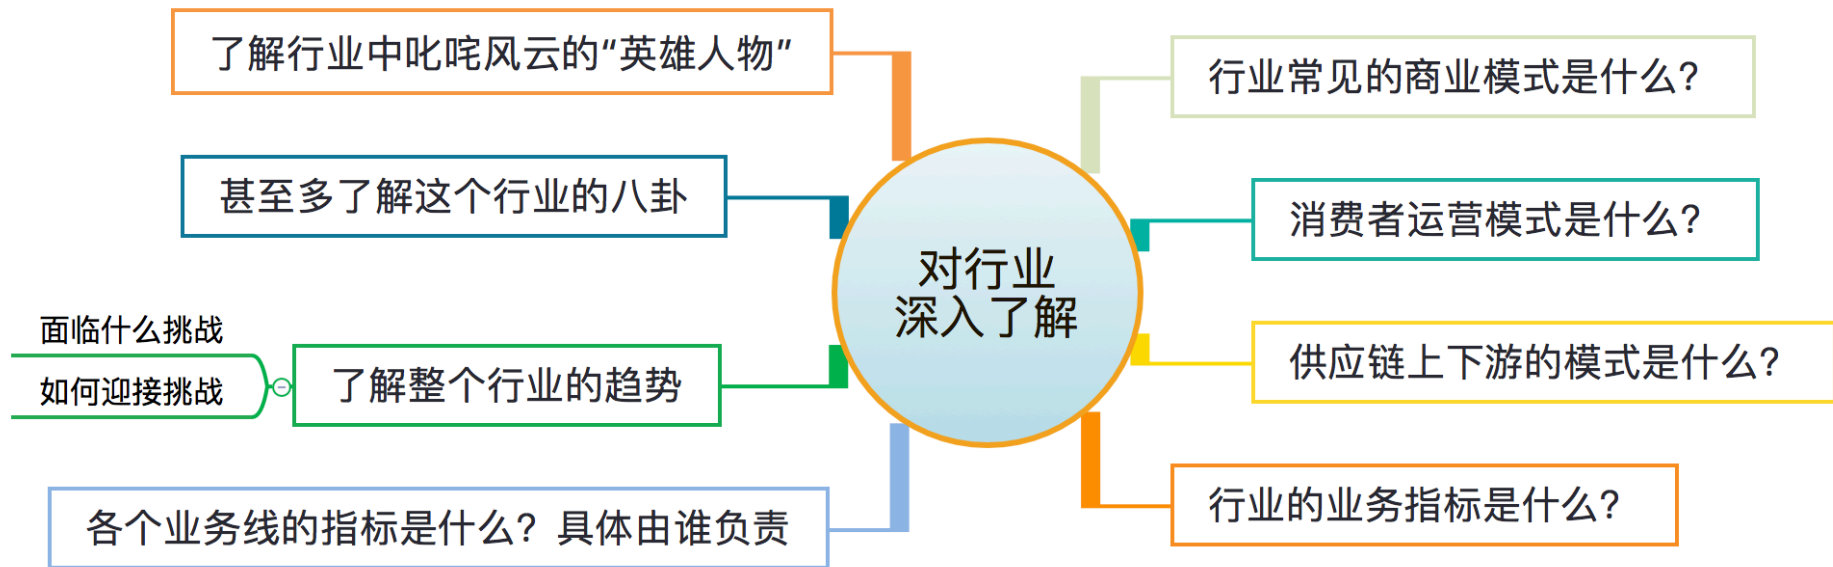 了解行业中叱咤风云的“英雄人物”
甚至多了解这个行业的八卦
面临什么挑战
如何迎接挑战
了解整个行业的趋势
各个业务线的指标是什么？具体由谁负责
对行业
深入了解
行业常见的商业模式是什么？
消费者运营模式是什么？
供应链上下游的模式是什么？
行业的业务指标是什么？